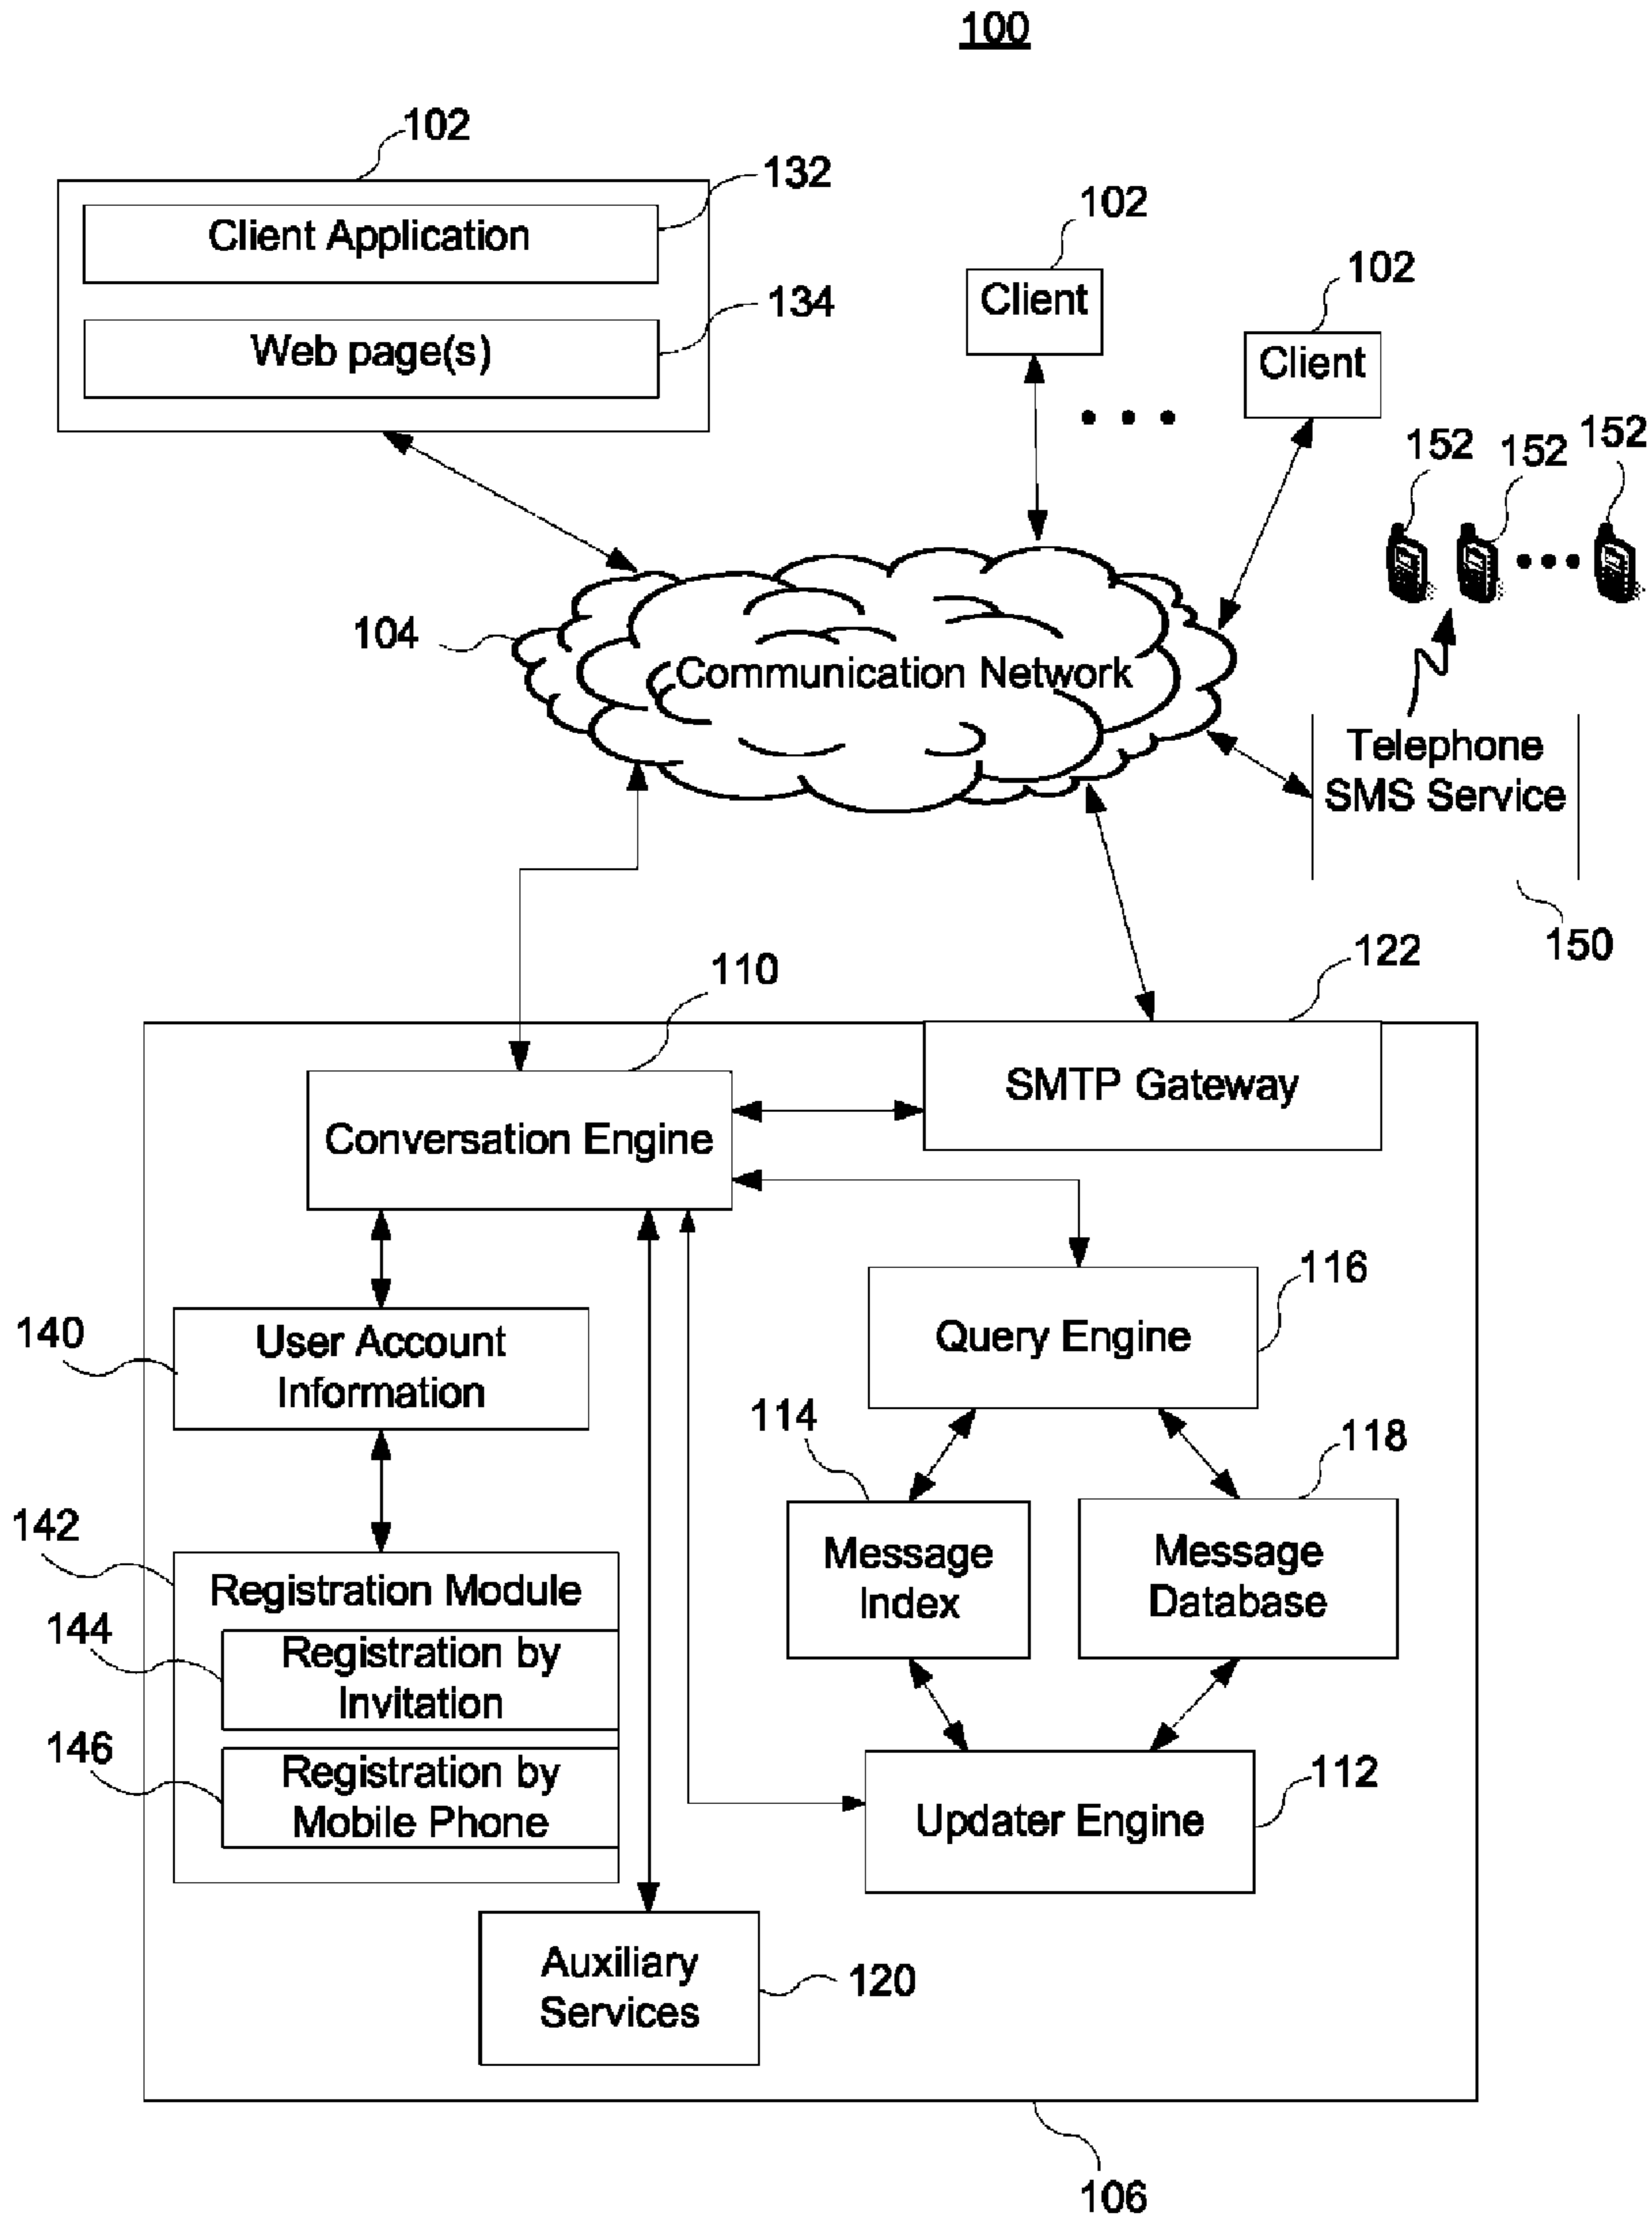 100
102
132
Client Application
134
Web page(s)
102
Client
102
Client
152
152
152
104
Communication Network
Telephone
SMS Service
150
122
110
SMTP Gateway
Conversation Engine
116
140
User Account
Information
Query Engine
114
118
142
Message
Index
Message
Database
Registration Module
144
Registration by
Invitation
146
Registration by
Mobile Phone
112
Updater Engine
Auxiliary
Services
120
106